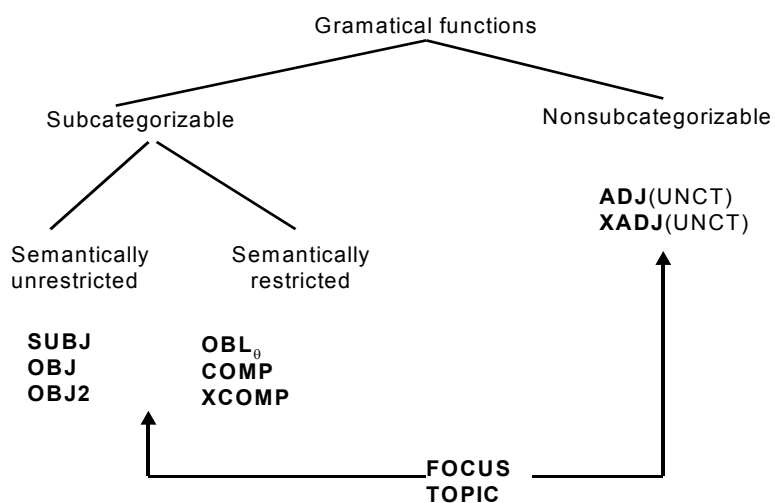 Gramatical functions
Subcategorizable
Nonsubcategorizable
ADJ(UNCT)
XADJ(UNCT)
Semantically
unrestricted
Semantically
restricted
SUBJ
OBJ
OBJ2
OBLθ
COMP
XCOMP
FOCUS
TOPIC